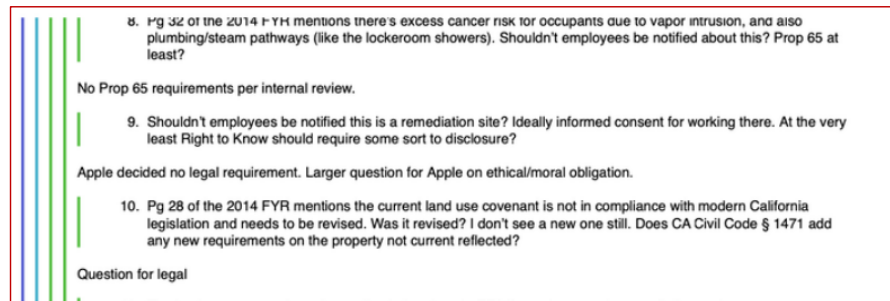 8. Pg 32 of the 2014 FYR mentions there's excess cancer risk for occupants due to vapor intrusion, and also
plumbing/steam pathways (like the lockeroom showers). Shouldn't employees be notified about this? Prop 65 at
least?
No Prop 65 requirements per internal review.
9. Shouldn't employees be notified this is a remediation site? Ideally informed consent for working there. At the very
least Right to Know should require some sort to disclosure?
Apple decided no legal requirement. Larger question for Apple on ethical/moral obligation.
10. Pg 28 of the 2014 FYR mentions the current land use covenant is not in compliance with modern California
legislation and needs to be revised. Was it revised? I don't see a new one still. Does CA Civil Code § 1471 add
any new requirements on the property not current reflected?
Question for legal